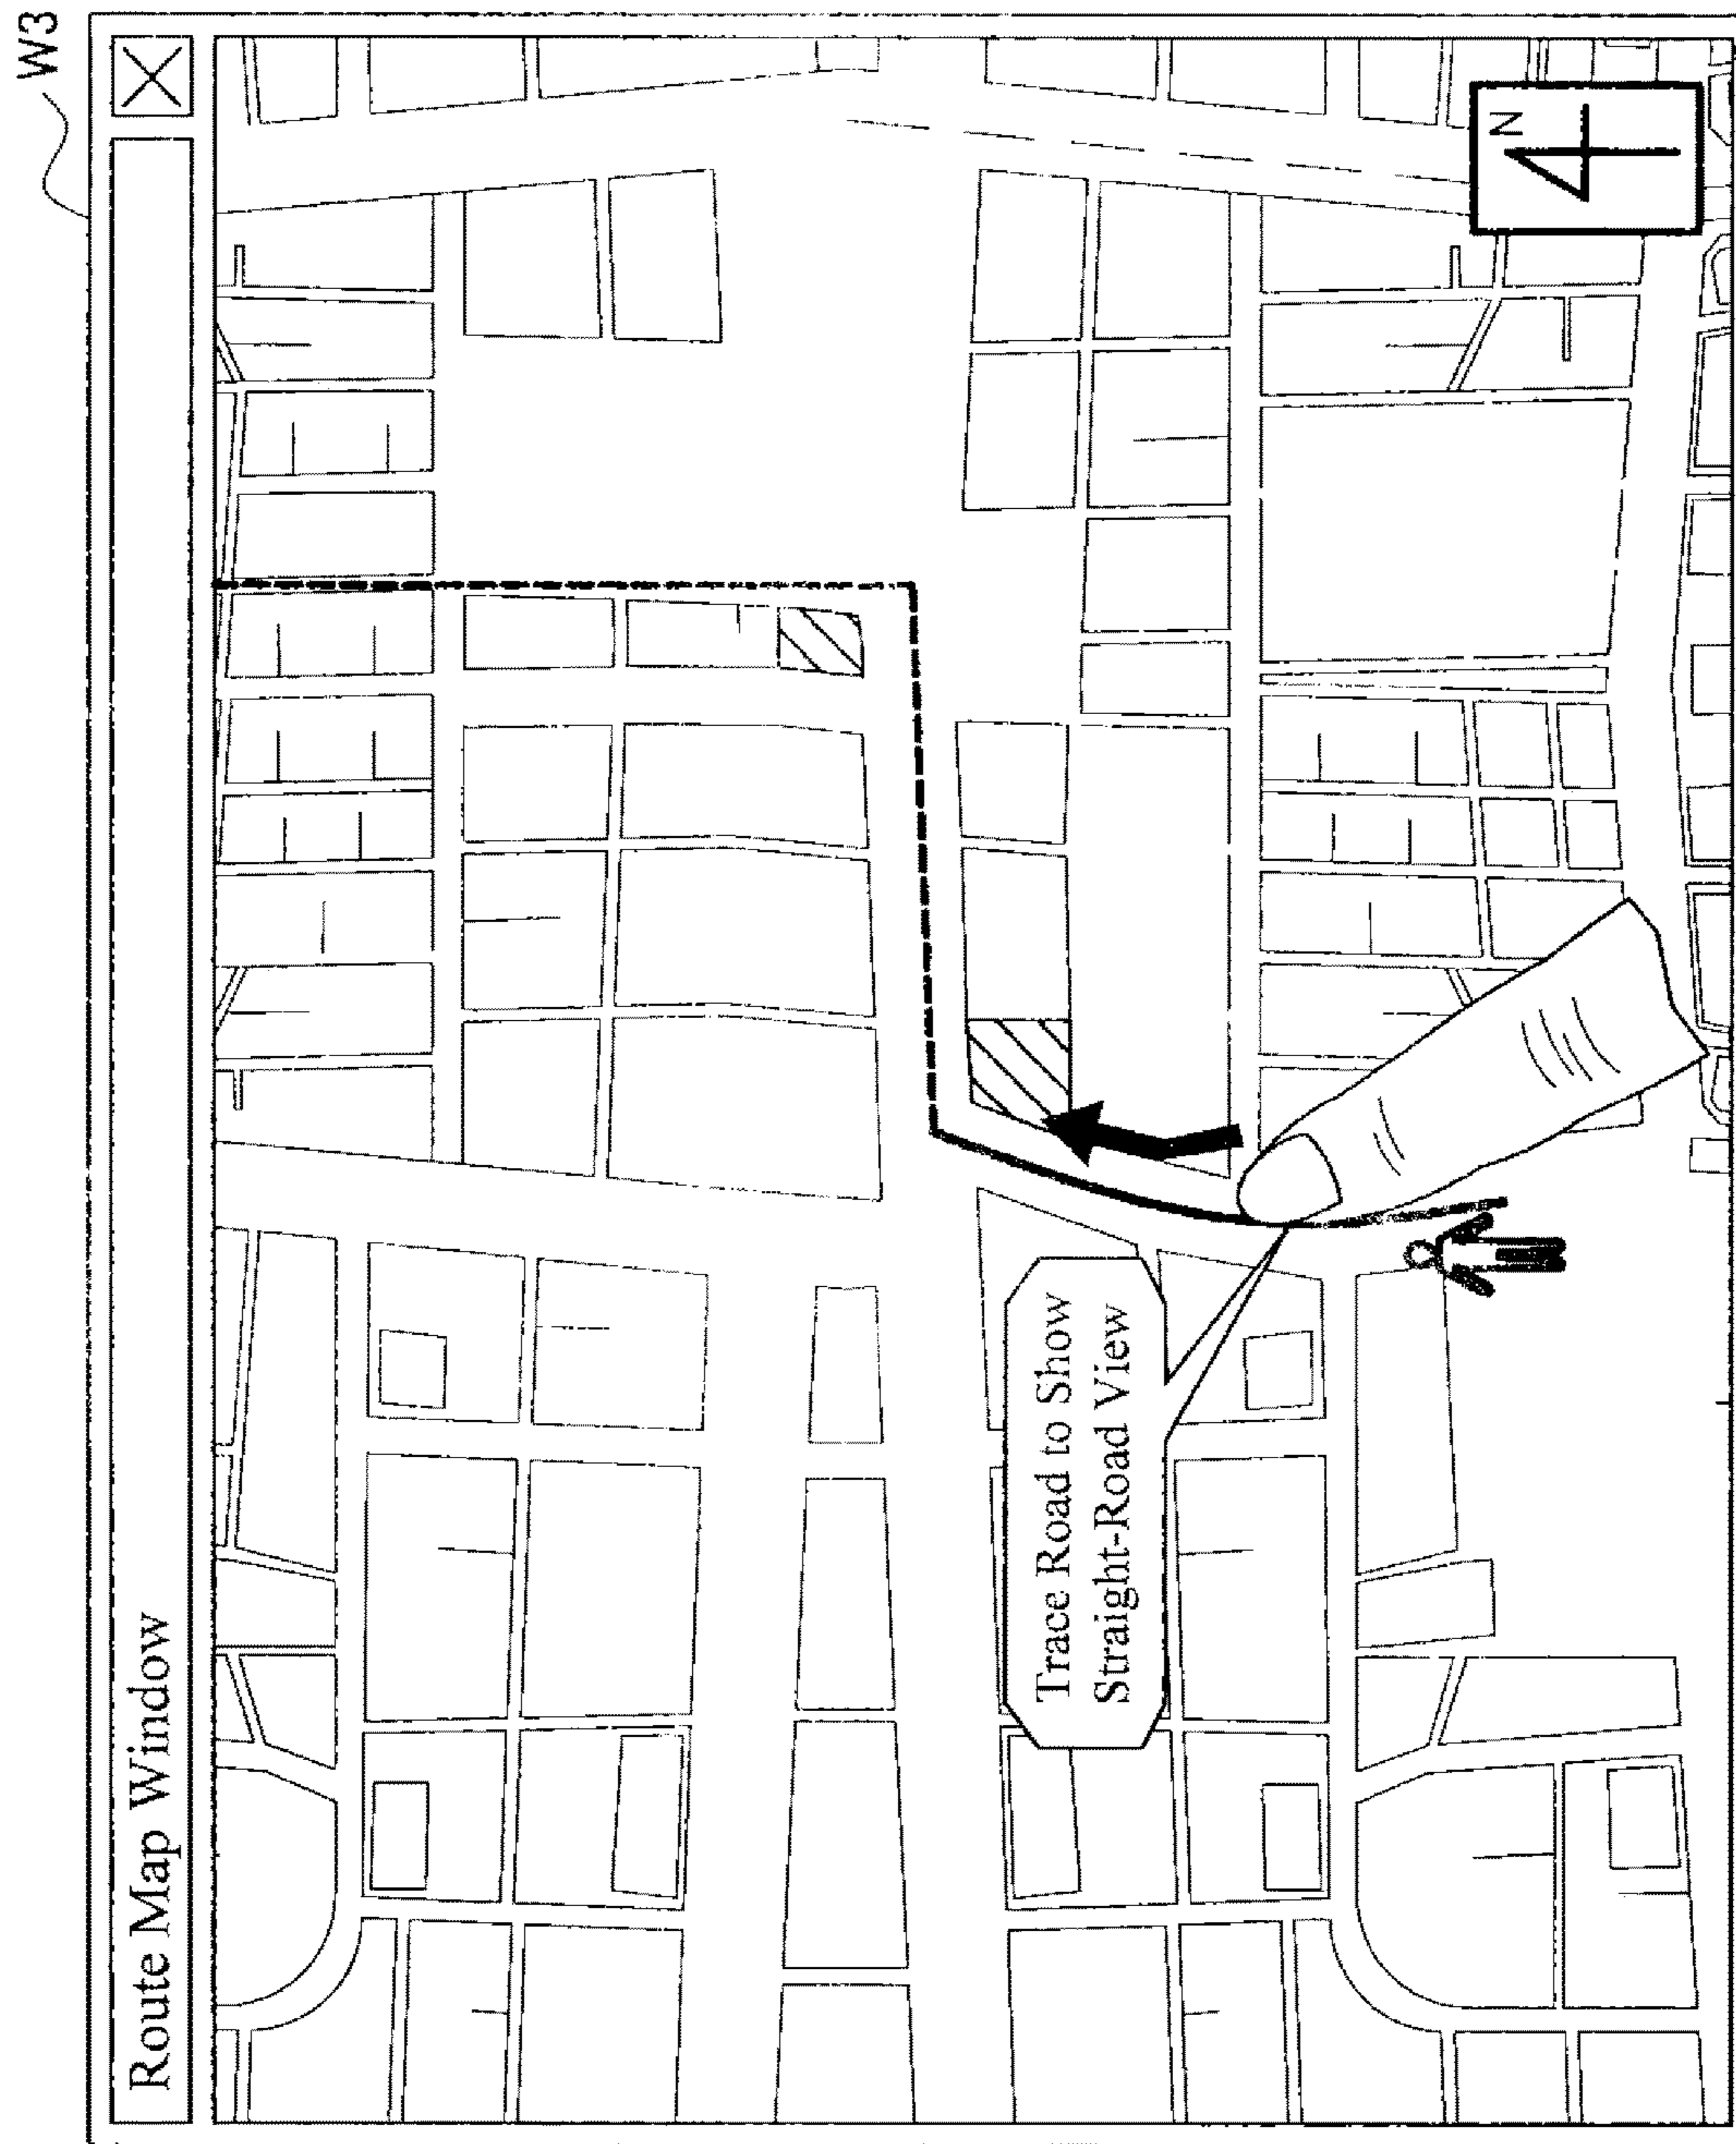 W3
Route Map Window
Trace Road to Show
Straight-Road View
N